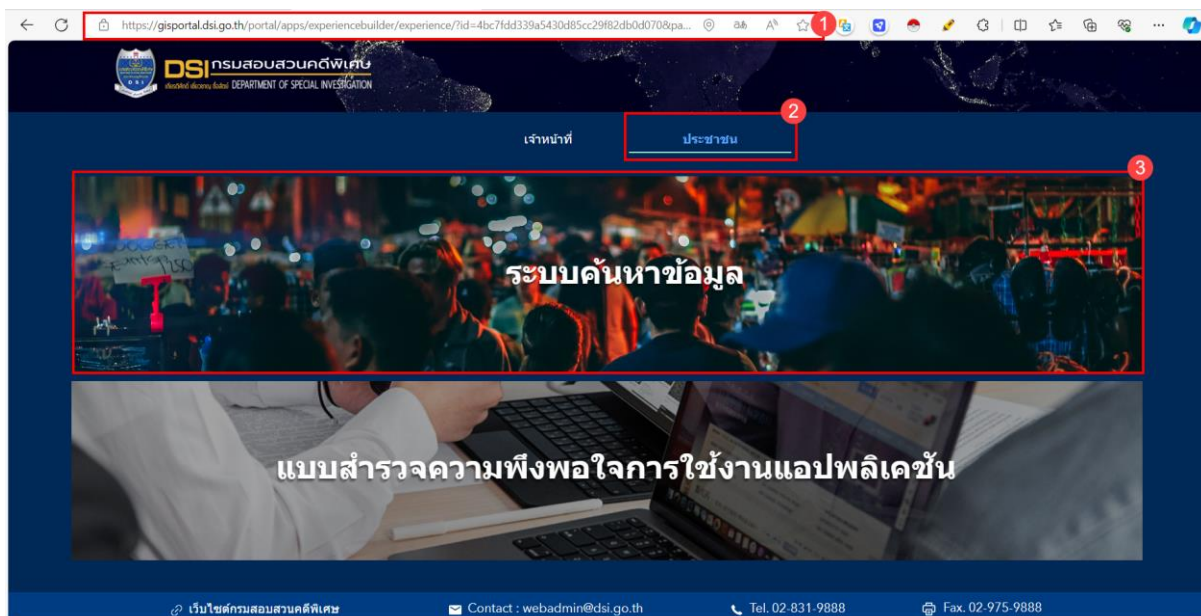 https://gisportal.dsi.go.th/portal/apps/experiencebuilder/experience/?id=4bc7fdd339a5430d85cc29f82db0d070&pa...
1
DSI กรมสอบสวนคดีพิเศษ
DEPARTMENT OF SPECIAL INVESTIGATION
2
เจ้าหน้าที่ ประชาชน
3
ระบบค้นหาข้อมูล
แบบสำรวจความพึงพอใจการใช้งานแอปพลิเคชัน
เว็บไซต์กรมสอบสวนคดีพิเศษ Contact : webadmin@dsi.go.th Tel. 02-831-9888 Fax. 02-975-9888